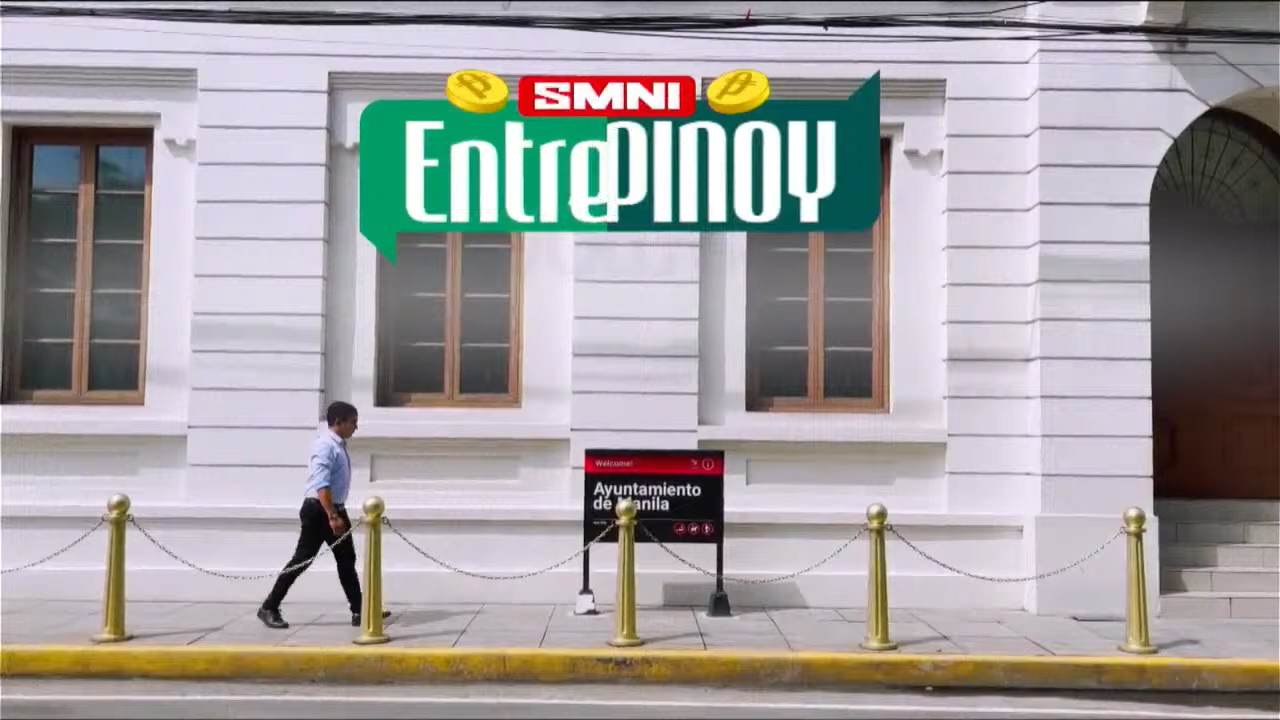 SMNI
EntrePINOY
Welcome!
Ayuntamiento
de Manila